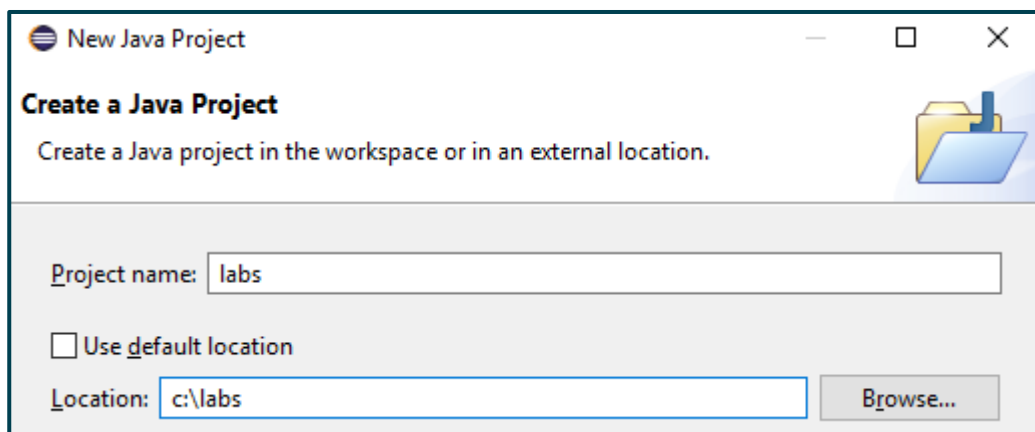 New Java Project
Create a Java Project
Create a Java project in the workspace or in an external location.
Project name: labs
Use default location
Location: c:\labs Browse...